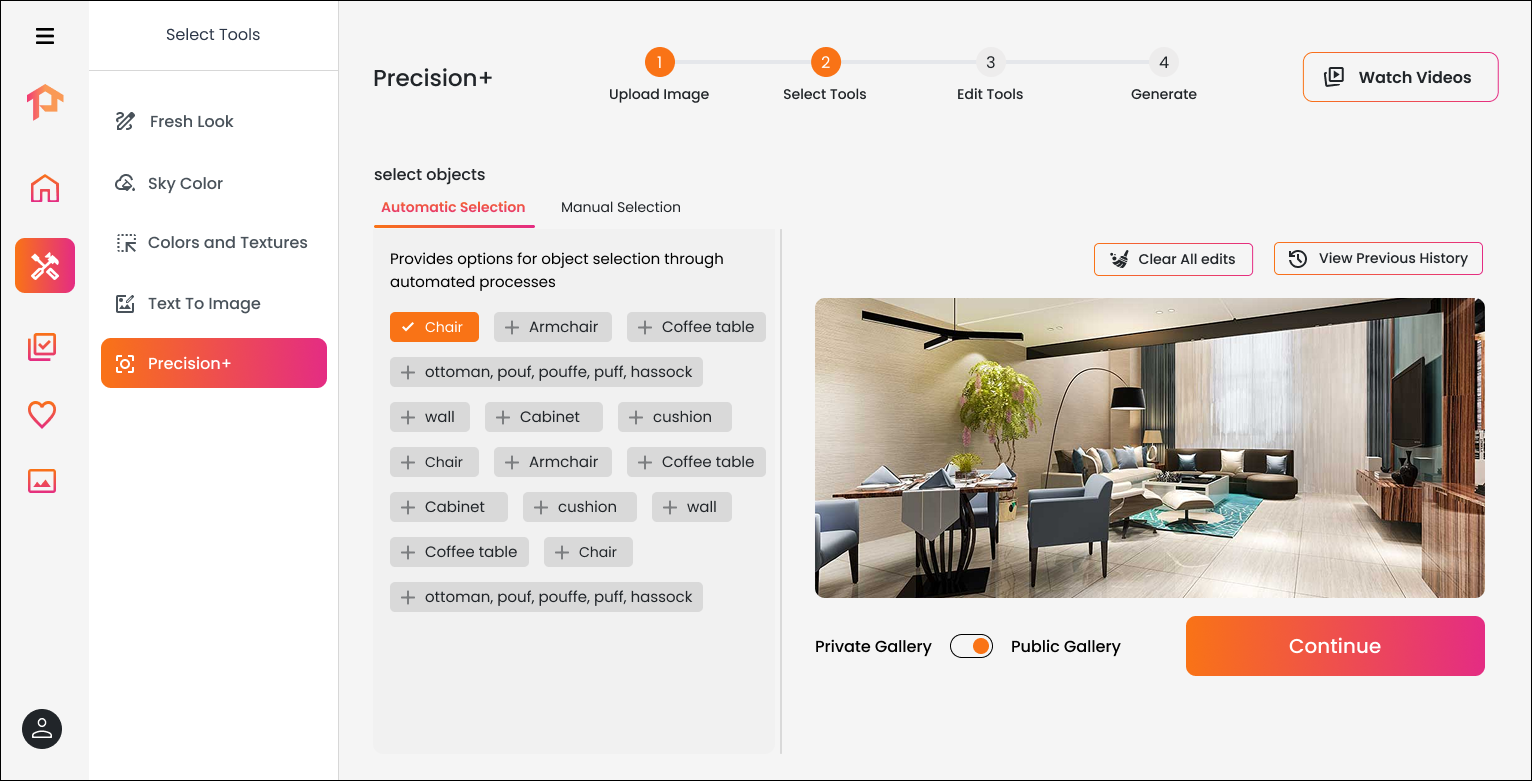 Select Tools
Fresh Look
Sky Color
Colors and Textures
Text To Image
Precision+
Precision+
1
2
3
4
Upload Image
Select Tools
Edit Tools
Generate
Watch Videos
select objects
Automatic Selection
Manual Selection
Provides options for object selection through
automated processes
Chair
Armchair
Coffee table
ottoman, pouf, pouffe, puff, hassock
wall
Cabinet
cushion
Chair
Armchair
Coffee table
Cabinet
cushion
wall
Coffee table
Chair
ottoman, pouf, pouffe, puff, hassock
Clear All edits
View Previous History
Private Gallery
Public Gallery
Continue